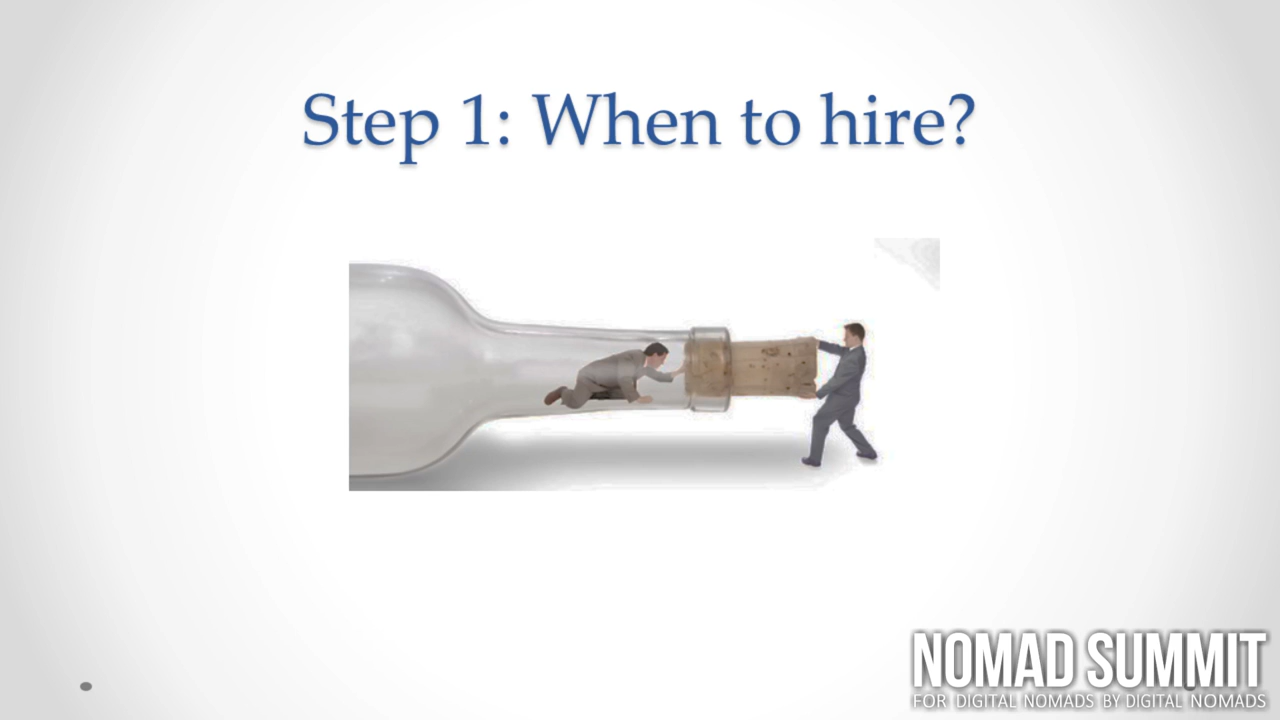 Step 1: When to hire?
NOMAD SUMMIT
FOR DIGITAL NOMADS BY DIGITAL NOMADS